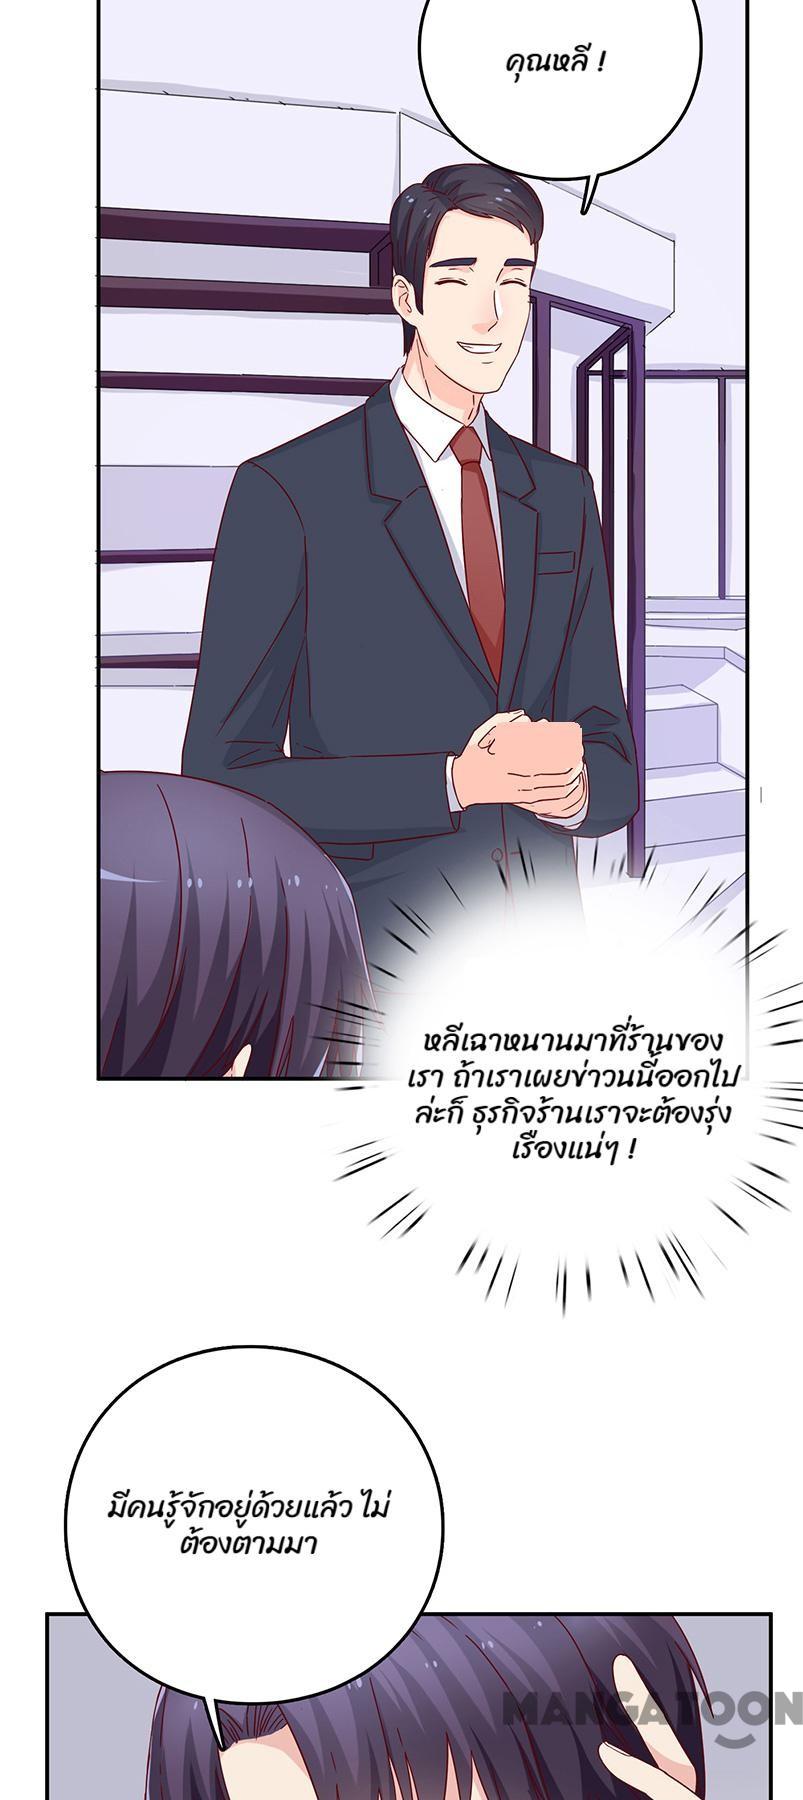 คุณหลี !
หลีเฉาหนานมาที่ร้านของ
เรา ถ้าเราเผยข่าวนนี้ออกไป
ล่ะก็ ธุรกิจร้านเราจะต้องรุ่ง
เรืองแน่ๆ !
มีคนรู้จักอยู่ด้วยแล้ว ไม่
ต้องตามมา
MANGATOON